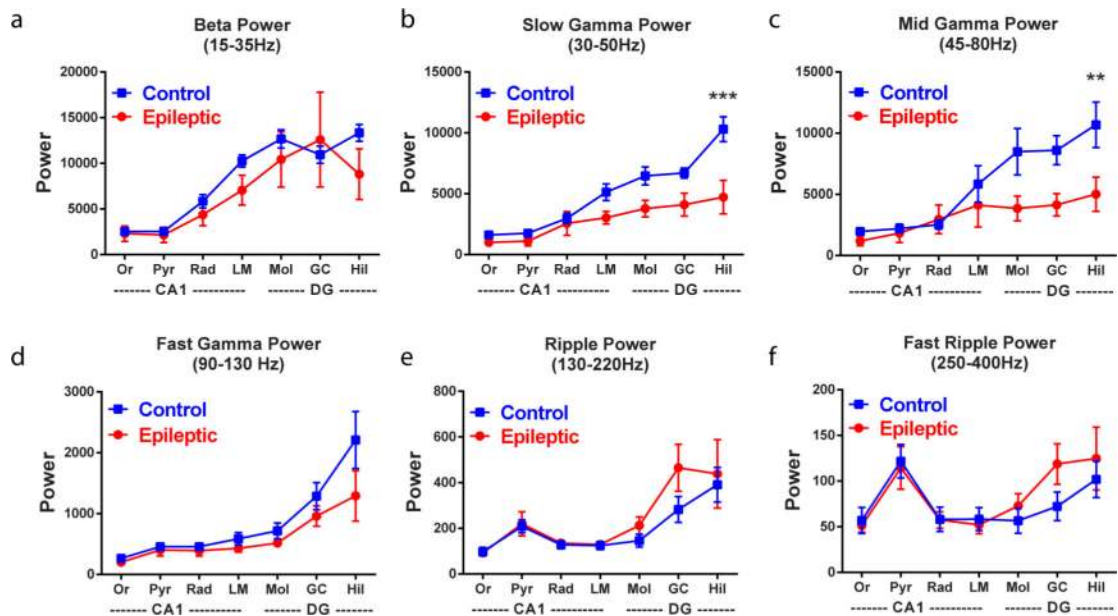 a
Beta Power
(15-35Hz)
20000
15000
10000
5000
0
Power
Control
Epileptic
Or Pyr Rad LM Mol GC Hil
------- CA1 ---------- ------ DG -------
b
Slow Gamma Power
(30-50Hz)
15000
10000
5000
0
Power
Control
Epileptic
***
Or Pyr Rad LM Mol GC Hil
------- CA1 ---------- ------ DG -------
c
Mid Gamma Power
(45-80Hz)
15000
10000
5000
0
Power
Control
Epileptic
**
Or Pyr Rad LM Mol GC Hil
------- CA1 ---------- ------ DG -------
d
Fast Gamma Power
(90-130 Hz)
3000
2000
1000
0
Power
Control
Epileptic
Or Pyr Rad LM Mol GC Hil
------- CA1 ---------- ------ DG -------
e
Ripple Power
(130-220Hz)
800
600
400
200
0
Power
Control
Epileptic
Or Pyr Rad LM Mol GC Hil
------- CA1 ---------- ------ DG -------
f
Fast Ripple Power
(250-400Hz)
200
150
100
50
0
Power
Control
Epileptic
Or Pyr Rad LM Mol GC Hil
------- CA1 ---------- ------ DG -------